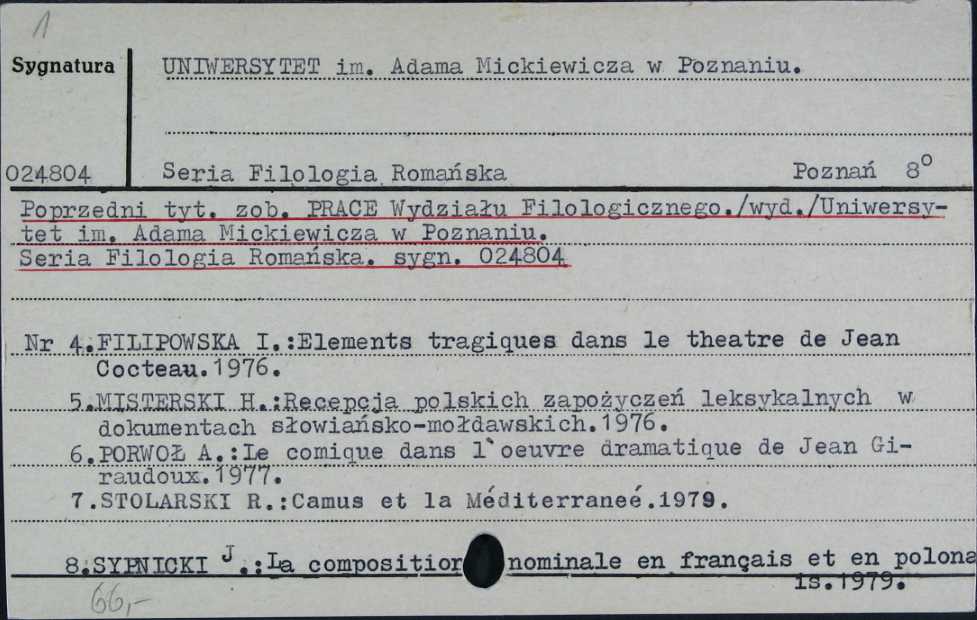 1
Sygnatura UNIWERSYTET im. Adama Mickiewicza w Poznaniu.
024804 Seria Filologia Romańska Poznań 8°
Poprzedni tyt. zob. PRACE Wydziału Filologicznego./wyd./Uniwersy-
tet im. Adama Mickiewicza w Poznaniu.
Seria Filologia Romańska. sygn. 024804
Nr 4.FILIPOWSKA I.:Elements tragiques dans le theatre de Jean
Cocteau.1976.
5.MISTERSKI H.:Recepcja polskich zapożyczeń leksykalnych w
dokumentach słowiańsko-mołdawskich.1976.
6.PORWOŁ A.:Le comique dans l`oeuvre dramatique de Jean Gi-
raudoux.1977.
7.STOLARSKI R.:Camus et la Méditerraneé.1979.
8.SYPNICKI J.:La composition nominale en français et en polona
is.1979.
66,-